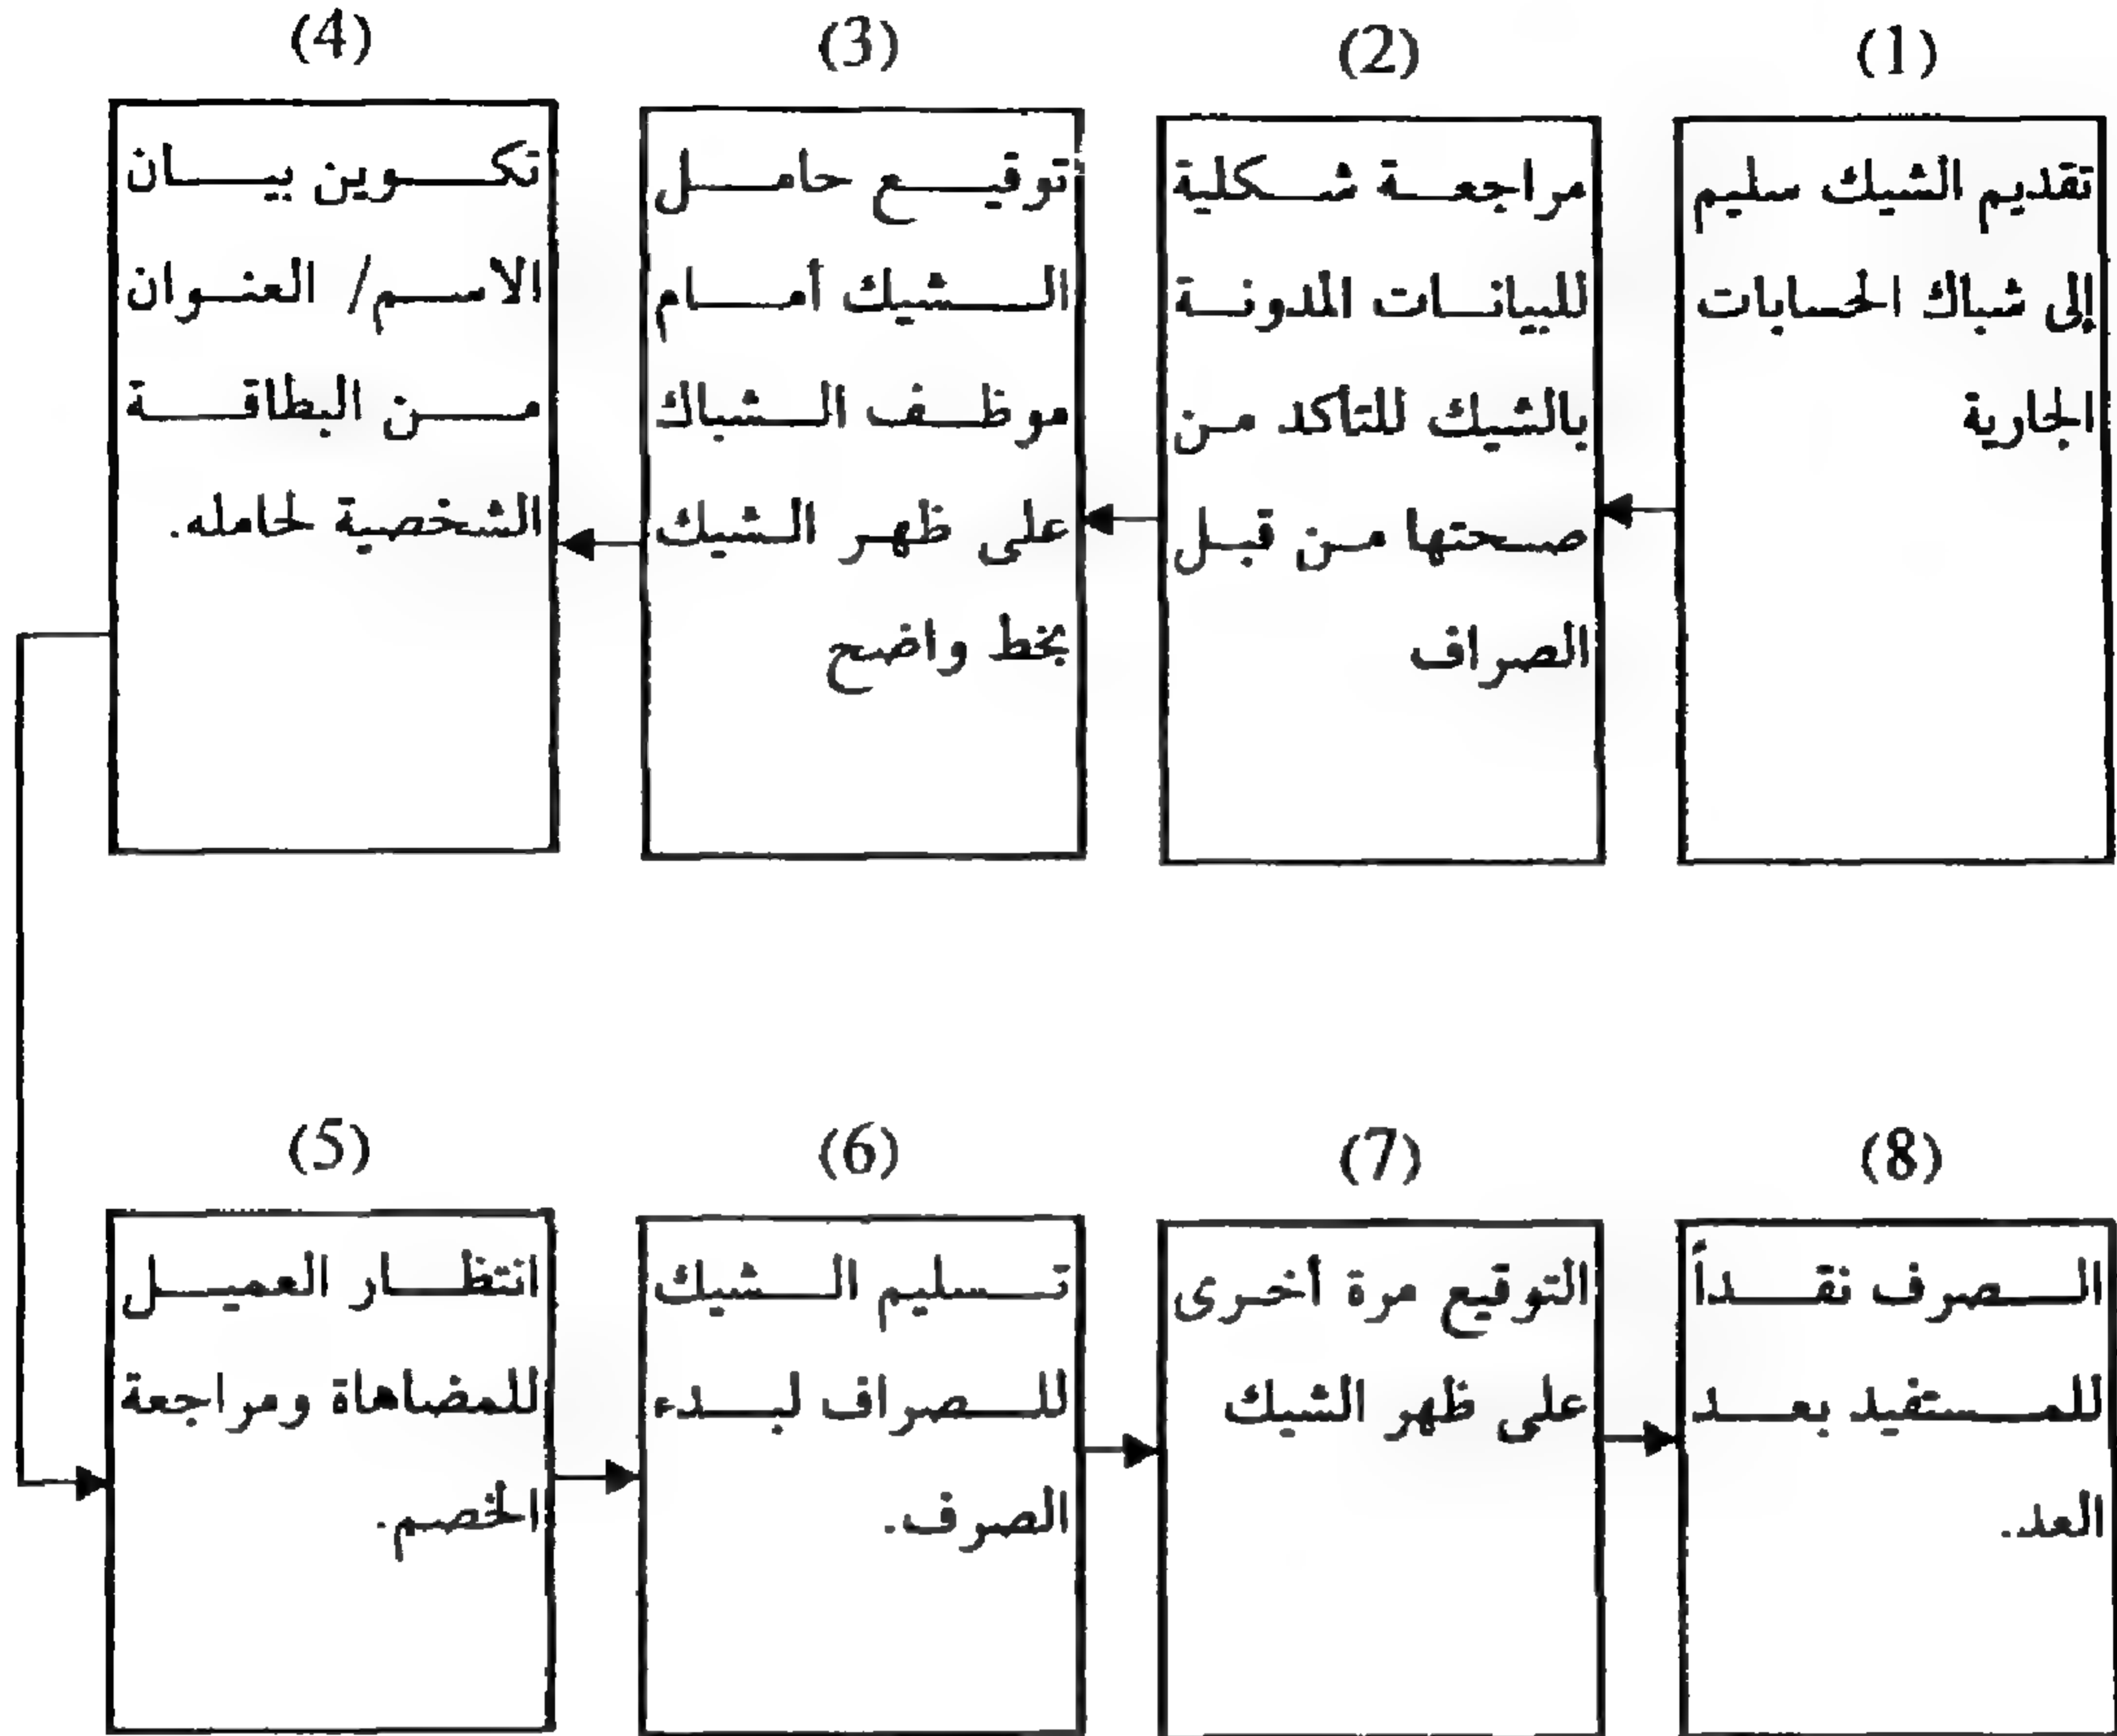 (1)
تقديم الشيك سليم
إلى شباك الحسابات
الجارية
(2)
مراجعة شكلية
للبيانات المدونة
بالشيك للتأكد من
صحتها من قبل
الصراف
(3)
توقيع حامل
الشيك أمام
موظف الشباك
على ظهر الشيك
بخط واضح
(4)
تكوين بيان
الاسم/ العنوان
من البطاقة
الشخصية لحامله.
(5)
انتظار العميل
للمضاهاة ومراجعة
الخصم.
(6)
تسليم الشيك
للصراف لبدء
الصرف.
(7)
التوقيع مرة أخرى
على ظهر الشيك
(8)
الصرف نقداً
للمستفيد بعد
العد.